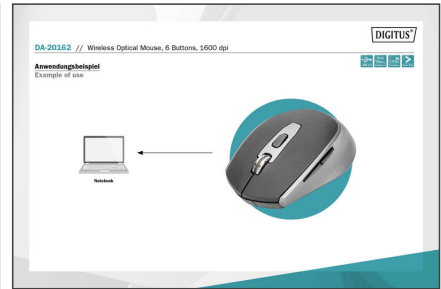 DIGITUS®
DA-20162 // Wireless Optical Mouse, 6 Buttons, 1600 dpi
Anwendungsbeispiel
Example of use
Notebook